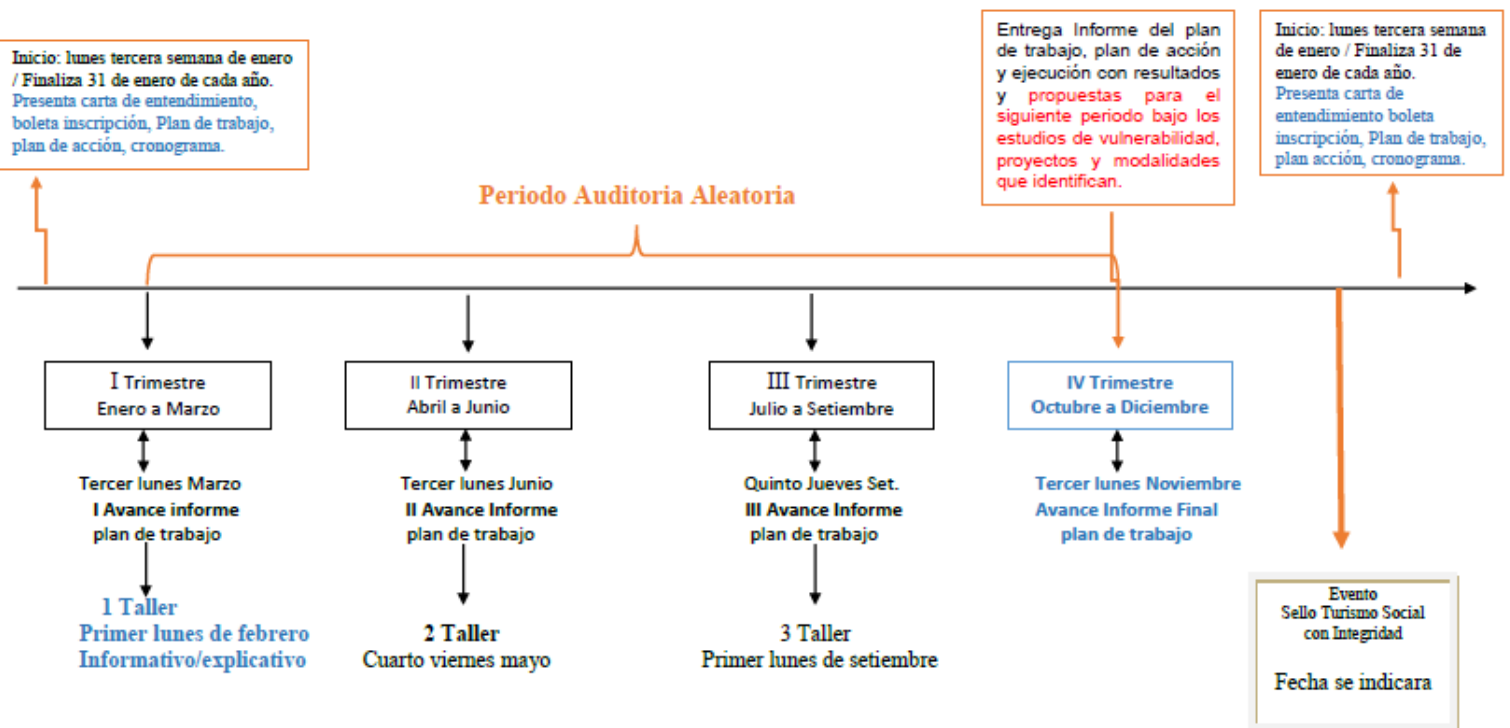 Inicio: lunes tercera semana de enero
/ Finaliza 31 de enero de cada año.
Presenta carta de entendimiento,
boleta inscripción, Plan de trabajo,
plan de acción, cronograma.
Entrega Informe del plan
de trabajo, plan de acción
y ejecución con resultados
y propuestas para el
siguiente periodo bajo los
estudios de vulnerabilidad,
proyectos y modalidades
que identifican.
Inicio: lunes tercera semana
de enero / Finaliza 31 de
enero de cada año.
Presenta carta de
entendimiento boleta
inscripción, Plan de trabajo,
plan acción, cronograma.
Periodo Auditoria Aleatoria
I Trimestre
Enero a Marzo
II Trimestre
Abril a Junio
III Trimestre
Julio a Setiembre
IV Trimestre
Octubre a Diciembre
Tercer lunes Marzo
I Avance informe
plan de trabajo
Tercer lunes Junio
II Avance Informe
plan de trabajo
Quinto Jueves Set.
III Avance Informe
plan de trabajo
Tercer lunes Noviembre
Avance Informe Final
plan de trabajo
1 Taller
Primer lunes de febrero
Informativo/explicativo
2 Taller
Cuarto viernes mayo
3 Taller
Primer lunes de setiembre
Evento
Sello Turismo Social
con Integridad
Fecha se indicara